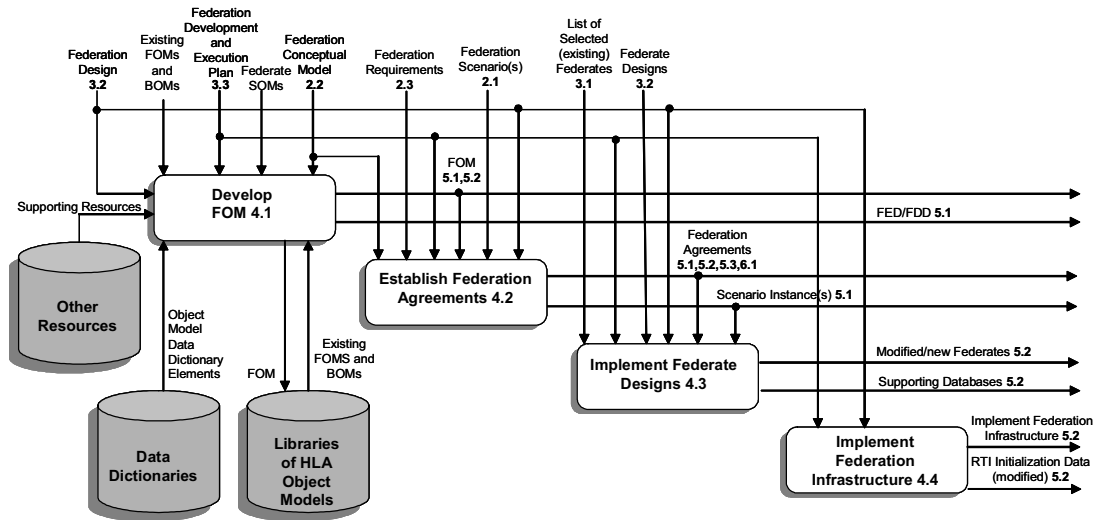 Federation
Design
3.2
Existing
FOMs
and
BOMs
Federation
Development
and
Execution
Plan
3.3
Federate
SOMs
Federation
Conceptual
Model
2.2
Federation
Requirements
2.3
Federation
Scenario(s)
2.1
List of
Selected
(existing)
Federates
3.1
Federate
Designs
3.2
Develop
FOM 4.1
FOM
5.1,5.2
FED/FDD 5.1
Supporting Resources
Other
Resources
Establish Federation
Agreements 4.2
Federation
Agreements
5.1,5.2,5.3,6.1
Scenario Instance(s) 5.1
Object
Model
Data
Dictionary
Elements
FOM
Existing
FOMS and
BOMs
Implement Federate
Designs 4.3
Modified/new Federates 5.2
Supporting Databases 5.2
Data
Dictionaries
Libraries
of HLA
Object
Models
Implement
Federation
Infrastructure 4.4
Implement Federation
Infrastructure 5.2
RTI Initialization Data
(modified) 5.2